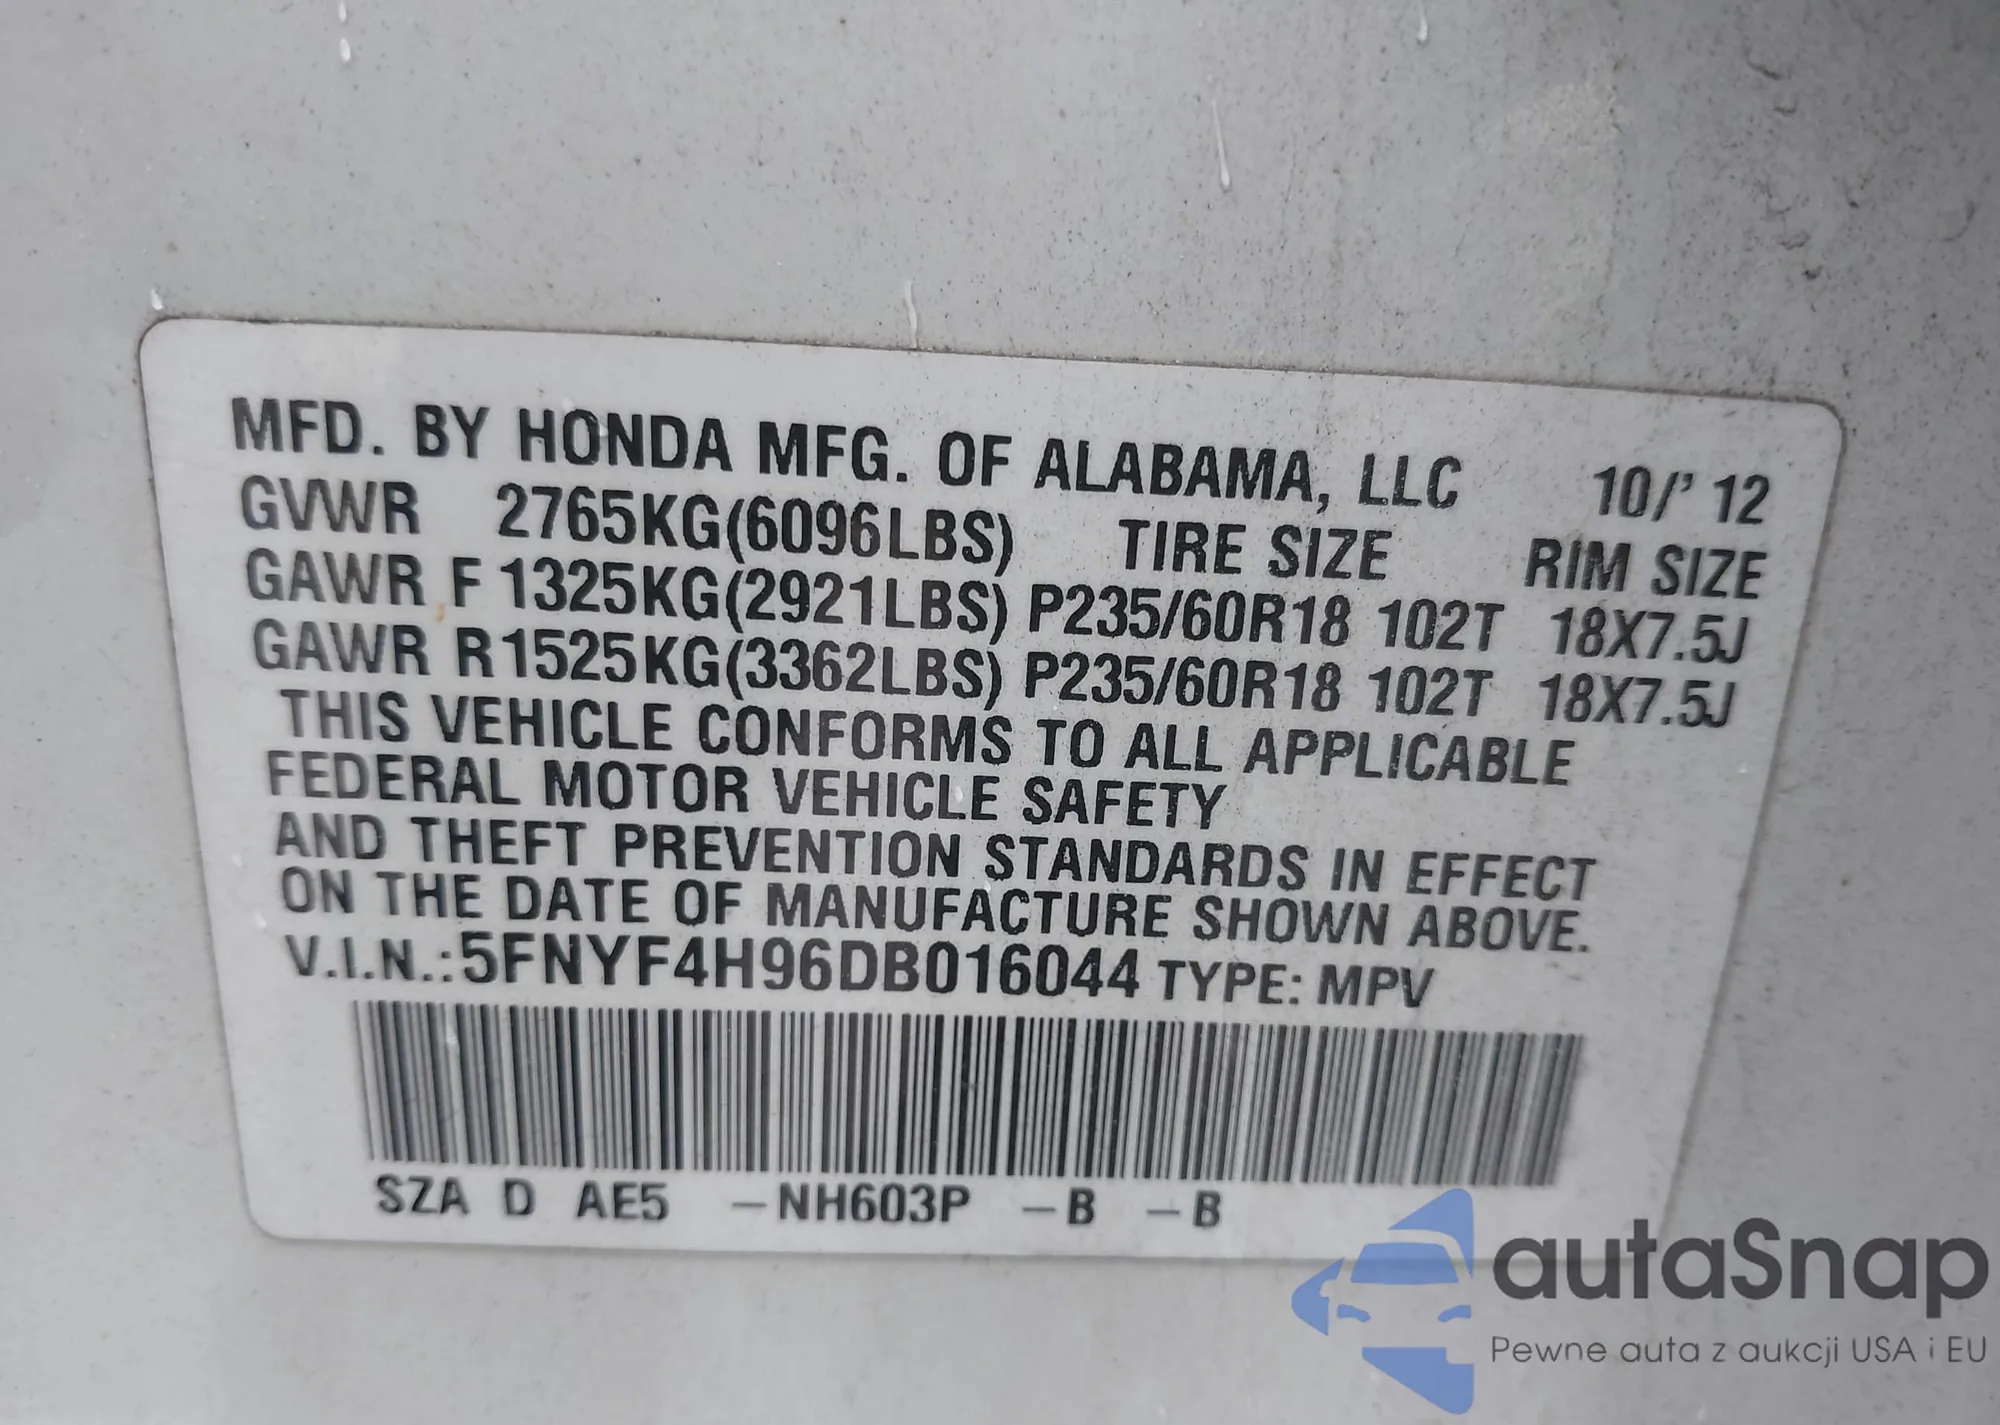 MFD. BY HONDA MFG. OF ALABAMA, LLC 10/' 12
GVWR 2765KG(6096LBS) TIRE SIZE RIM SIZE
GAWR F 1325KG(2921LBS) P235/60R18 102T 18X7.5J
GAWR R 1525KG(3362LBS) P235/60R18 102T 18X7.5J
THIS VEHICLE CONFORMS TO ALL APPLICABLE
FEDERAL MOTOR VEHICLE SAFETY
AND THEFT PREVENTION STANDARDS IN EFFECT
ON THE DATE OF MANUFACTURE SHOWN ABOVE.
V.I.N.:5FNYF4H96DB016044 TYPE: MPV
SZA D AE5 -NH603P -B -B
autaSnap
Pewne auta z aukcji USA i EU